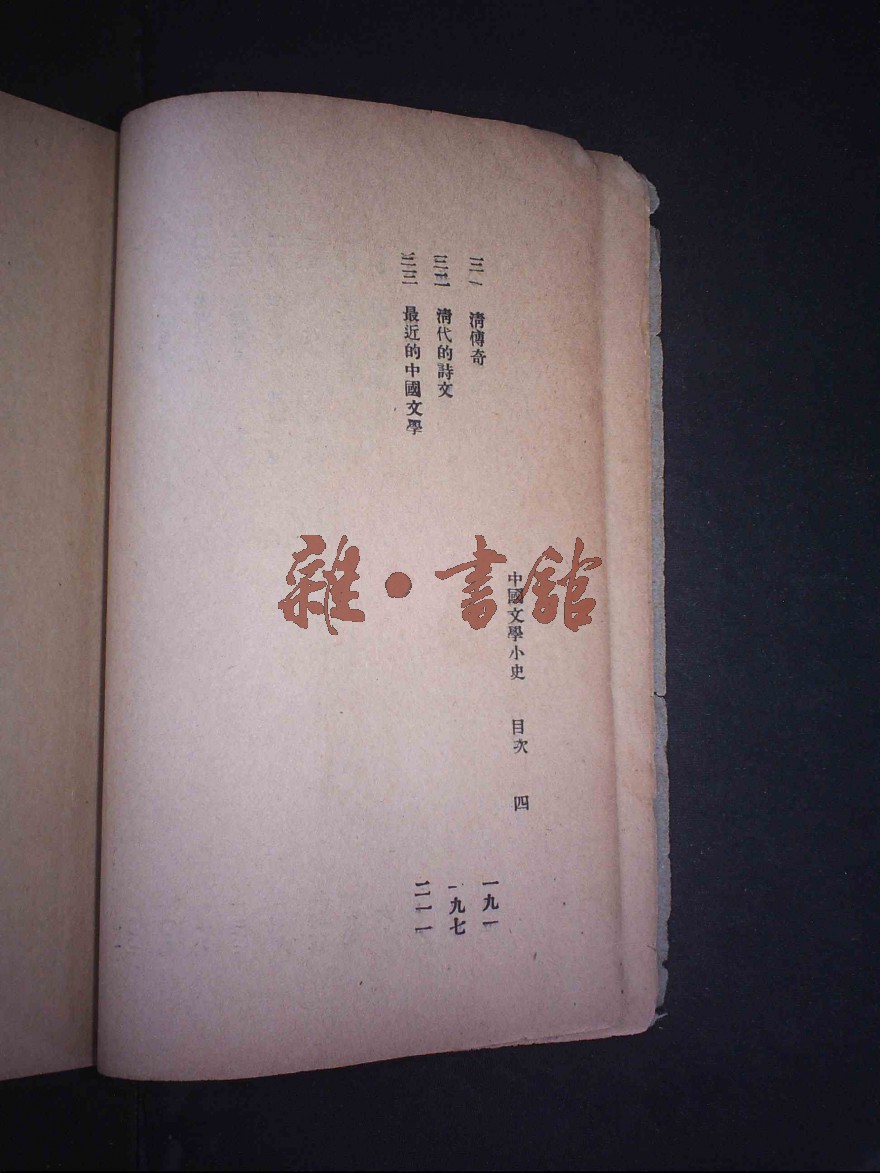 中國文學小史 目次 四
三一 清傳奇 一九一
三二 清代的詩文 一九七
三三 最近的中國文學 二一一
雜·書館